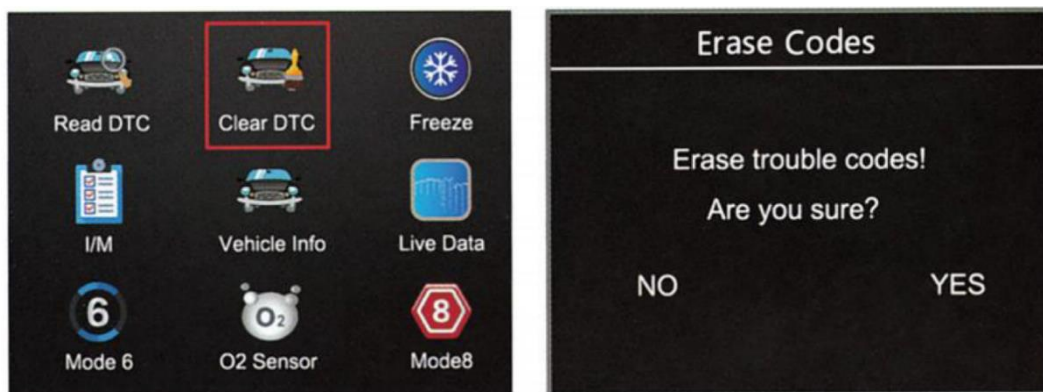 Read DTC
Clear DTC
Freeze
I/M
Vehicle Info
Live Data
6
Mode 6
O2
O2 Sensor
8
Mode8
Erase Codes
Erase trouble codes!
Are you sure?
NO
YES